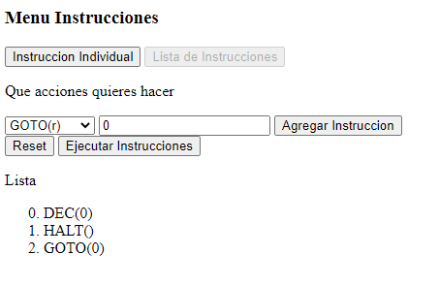 Menu Instrucciones
Instruccion Individual Lista de Instrucciones
Que acciones quieres hacer
GOTO(r) 0 Agregar Instruccion
Reset Ejecutar Instrucciones
Lista
0. DEC(0)
1. HALT()
2. GOTO(0)